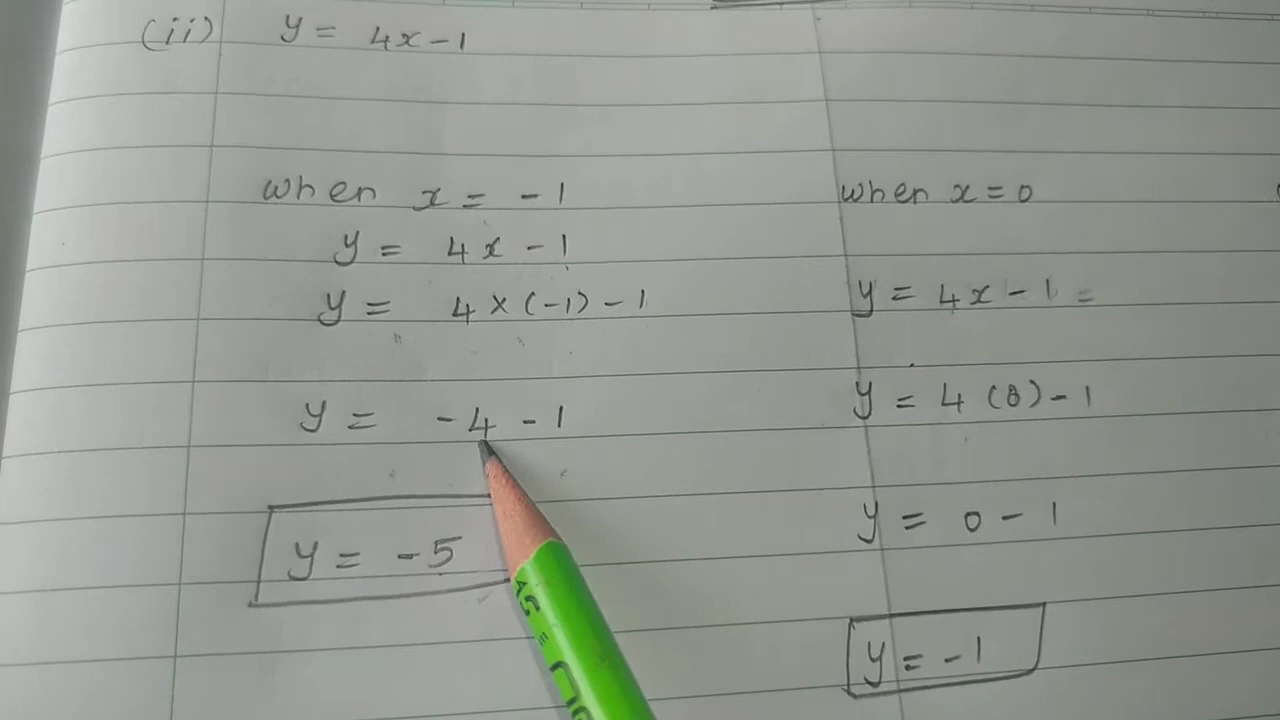 (ii) y = 4x - 1
when x = -1
y = 4x - 1
y = 4 × (-1) - 1
y = -4 - 1
y = -5
when x = 0
y = 4x - 1 =
y = 4 (0) - 1
y = 0 - 1
y = -1